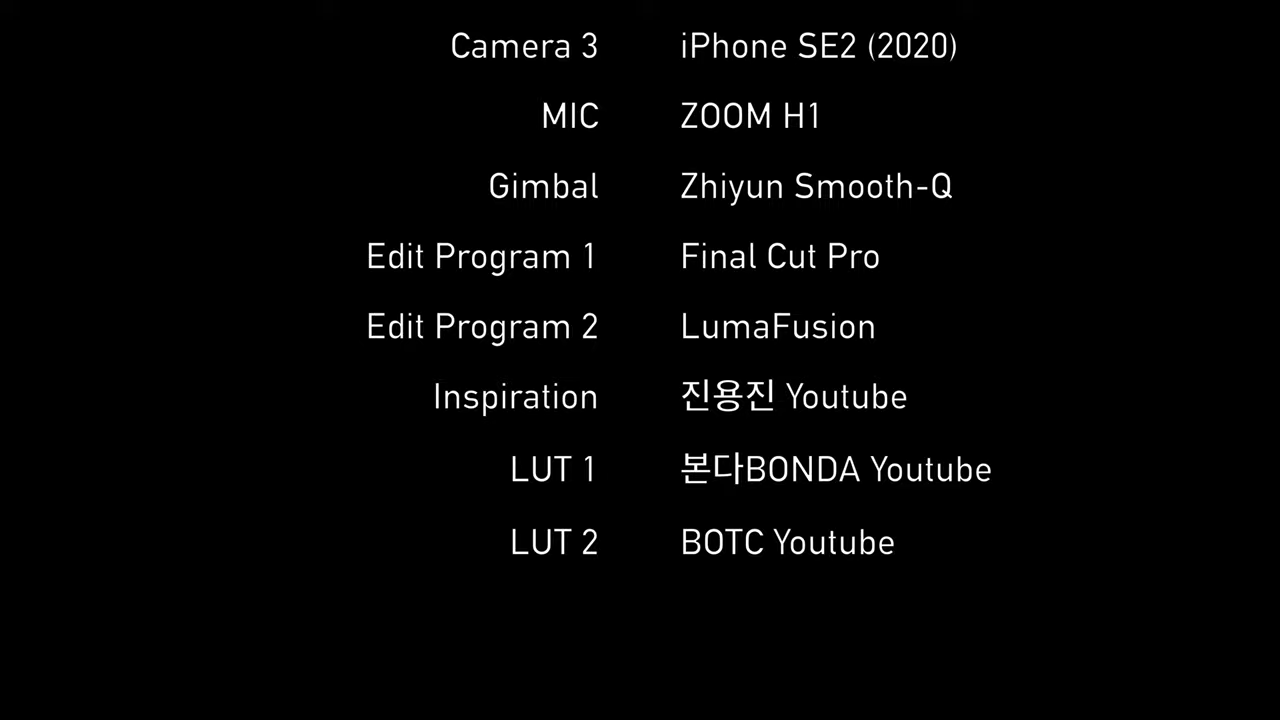 Camera 3 iPhone SE2 (2020)
MIC ZOOM H1
Gimbal Zhiyun Smooth-Q
Edit Program 1 Final Cut Pro
Edit Program 2 LumaFusion
Inspiration 진용진 Youtube
LUT 1 본다BONDA Youtube
LUT 2 BOTC Youtube